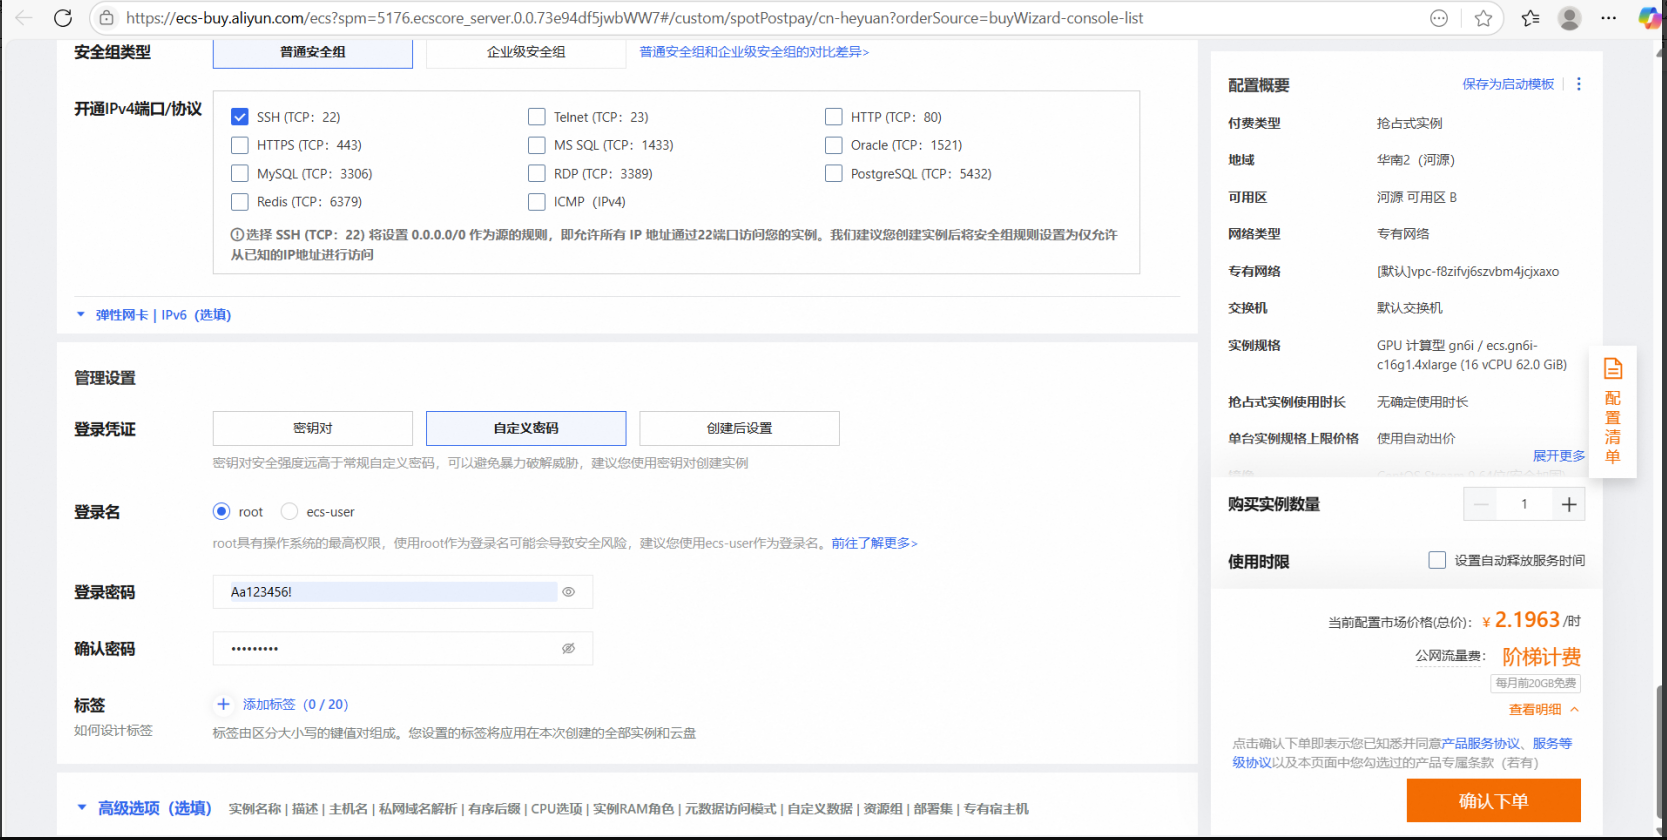 https://ecs-buy.aliyun.com/ecs?spm=5176.ecscore_server.0.0.73e94df5jwbWW7#/custom/spotPostpay/cn-heyuan?orderSource=buyWizard-console-list
安全组类型
普通安全组
企业级安全组
普通安全组和企业级安全组的对比差异>
开通IPv4端口/协议
SSH (TCP：22)
Telnet (TCP：23)
HTTP (TCP：80)
HTTPS (TCP：443)
MS SQL (TCP：1433)
Oracle (TCP：1521)
MySQL (TCP：3306)
RDP (TCP：3389)
PostgreSQL (TCP：5432)
Redis (TCP：6379)
ICMP（IPv4)
选择 SSH (TCP：22) 将设置 0.0.0.0/0 作为源的规则，即允许所有 IP 地址通过22端口访问您的实例。我们建议您创建实例后将安全组规则设置为仅允许
从已知的IP地址进行访问
弹性网卡 | IPv6（选填）
管理设置
登录凭证
密钥对
自定义密码
创建后设置
密钥对安全强度远高于常规自定义密码，可以避免暴力破解威胁，建议您使用密钥对创建实例
登录名
root
ecs-user
root具有操作系统的最高权限，使用root作为登录名可能会导致安全风险，建议您使用ecs-user作为登录名。前往了解更多>
登录密码
Aa123456!
确认密码
•••••••••
标签
添加标签（0 / 20）
如何设计标签
标签由区分大小写的键值对组成。您设置的标签将应用在本次创建的全部实例和云盘
高级选项（选填）
实例名称 | 描述 | 主机名 | 私网域名解析 | 有序后缀 | CPU选项 | 实例RAM角色 | 元数据访问模式 | 自定义数据 | 资源组 | 部署集 | 专有宿主机
配置概要
保存为启动模板
付费类型
抢占式实例
地域
华南2（河源）
可用区
河源 可用区 B
网络类型
专有网络
专有网络
[默认]vpc-f8zifvj6szvbm4jcjxaxo
交换机
默认交换机
实例规格
GPU 计算型 gn6i / ecs.gn6i-
c16g1.4xlarge (16 vCPU 62.0 GiB)
抢占式实例使用时长
无确定使用时长
单台实例规格上限价格
使用自动出价
展开更多
配置清单
购买实例数量
1
使用时限
设置自动释放服务时间
当前配置市场价格(总价)：¥ 2.1963 /时
公网流量费：阶梯计费
每月前20GB免费
查看明细
点击确认下单即表示您已知悉并同意产品服务协议、服务等
级协议以及本页面中您勾选过的产品专属条款（若有）
确认下单